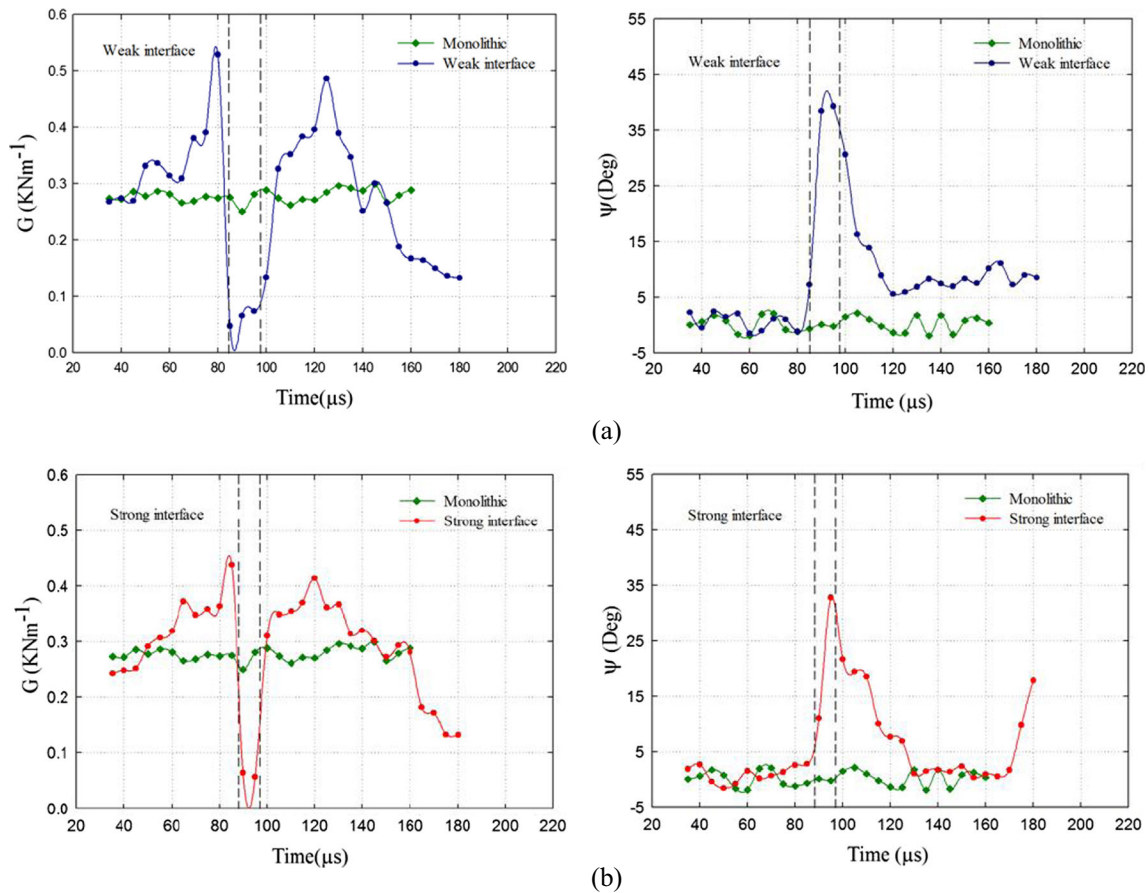 0.6
0.5
0.4
0.3
0.2
0.1
0.0
G (KNm⁻¹)
Weak interface
Monolithic
Weak interface
20 40 60 80 100 120 140 160 180 200 220
Time(µs)
55
45
35
25
15
5
-5
Ψ(Deg)
Weak interface
Monolithic
Weak interface
20 40 60 80 100 120 140 160 180 200 220
Time (µs)
(a)
0.6
0.5
0.4
0.3
0.2
0.1
0.0
G (KNm⁻¹)
Strong interface
Monolithic
Strong interface
20 40 60 80 100 120 140 160 180 200 220
Time(µs)
55
45
35
25
15
5
-5
Ψ (Deg)
Strong interface
Monolithic
Strong interface
20 40 60 80 100 120 140 160 180 200 220
Time (µs)
(b)